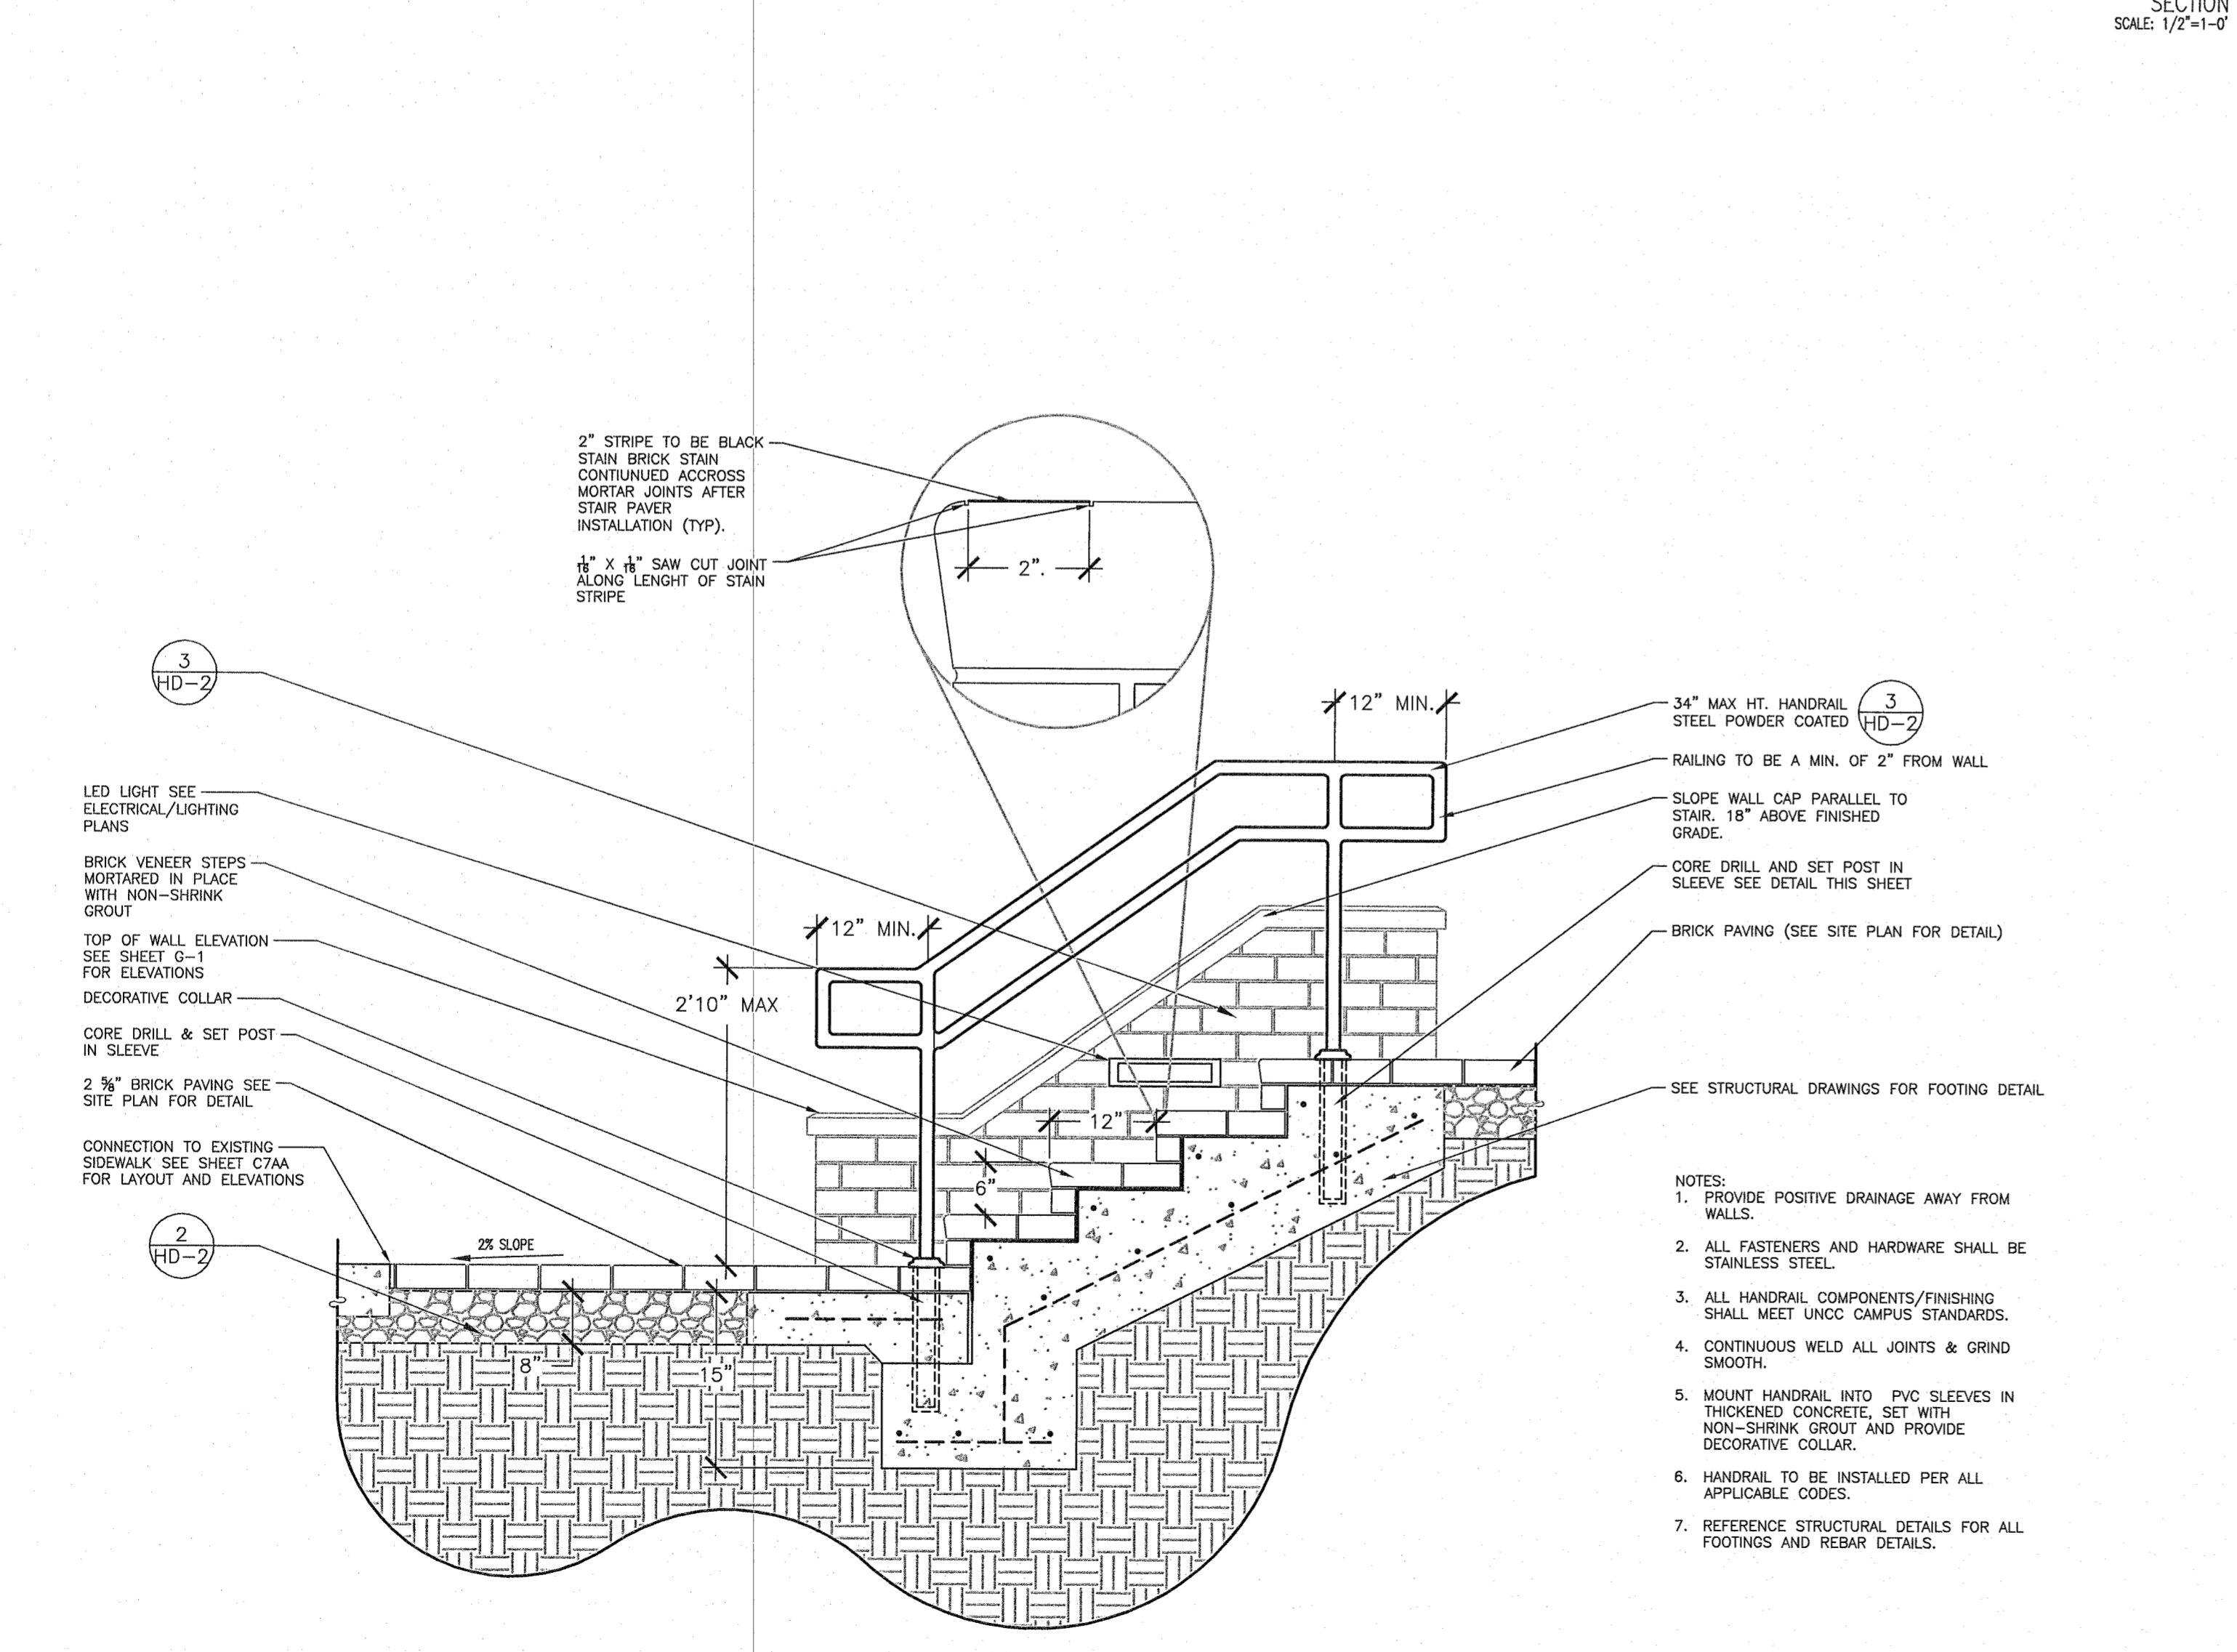 SECTION
SCALE: 1/2"=1-0'
2" STRIPE TO BE BLACK
STAIN BRICK STAIN
CONTIUNUED ACCROSS
MORTAR JOINTS AFTER
STAIR PAVER
INSTALLATION (TYP).
1/16" X 1/16" SAW CUT JOINT
ALONG LENGHT OF STAIN
STRIPE
2".
3
HD-2
LED LIGHT SEE
ELECTRICAL/LIGHTING
PLANS
BRICK VENEER STEPS
MORTARED IN PLACE
WITH NON-SHRINK
GROUT
TOP OF WALL ELEVATION
SEE SHEET G-1
FOR ELEVATIONS
DECORATIVE COLLAR
CORE DRILL & SET POST
IN SLEEVE
2 5/8" BRICK PAVING SEE
SITE PLAN FOR DETAIL
CONNECTION TO EXISTING
SIDEWALK SEE SHEET C7AA
FOR LAYOUT AND ELEVATIONS
2
HD-2
2% SLOPE
12" MIN.
2'10" MAX
12" MIN.
12"
6"
8"
15"
34" MAX HT. HANDRAIL
STEEL POWDER COATED
3
HD-2
RAILING TO BE A MIN. OF 2" FROM WALL
SLOPE WALL CAP PARALLEL TO
STAIR. 18" ABOVE FINISHED
GRADE.
CORE DRILL AND SET POST IN
SLEEVE SEE DETAIL THIS SHEET
BRICK PAVING (SEE SITE PLAN FOR DETAIL)
SEE STRUCTURAL DRAWINGS FOR FOOTING DETAIL
NOTES:
1. PROVIDE POSITIVE DRAINAGE AWAY FROM
WALLS.
2. ALL FASTENERS AND HARDWARE SHALL BE
STAINLESS STEEL.
3. ALL HANDRAIL COMPONENTS/FINISHING
SHALL MEET UNCC CAMPUS STANDARDS.
4. CONTINUOUS WELD ALL JOINTS & GRIND
SMOOTH.
5. MOUNT HANDRAIL INTO PVC SLEEVES IN
THICKENED CONCRETE, SET WITH
NON-SHRINK GROUT AND PROVIDE
DECORATIVE COLLAR.
6. HANDRAIL TO BE INSTALLED PER ALL
APPLICABLE CODES.
7. REFERENCE STRUCTURAL DETAILS FOR ALL
FOOTINGS AND REBAR DETAILS.